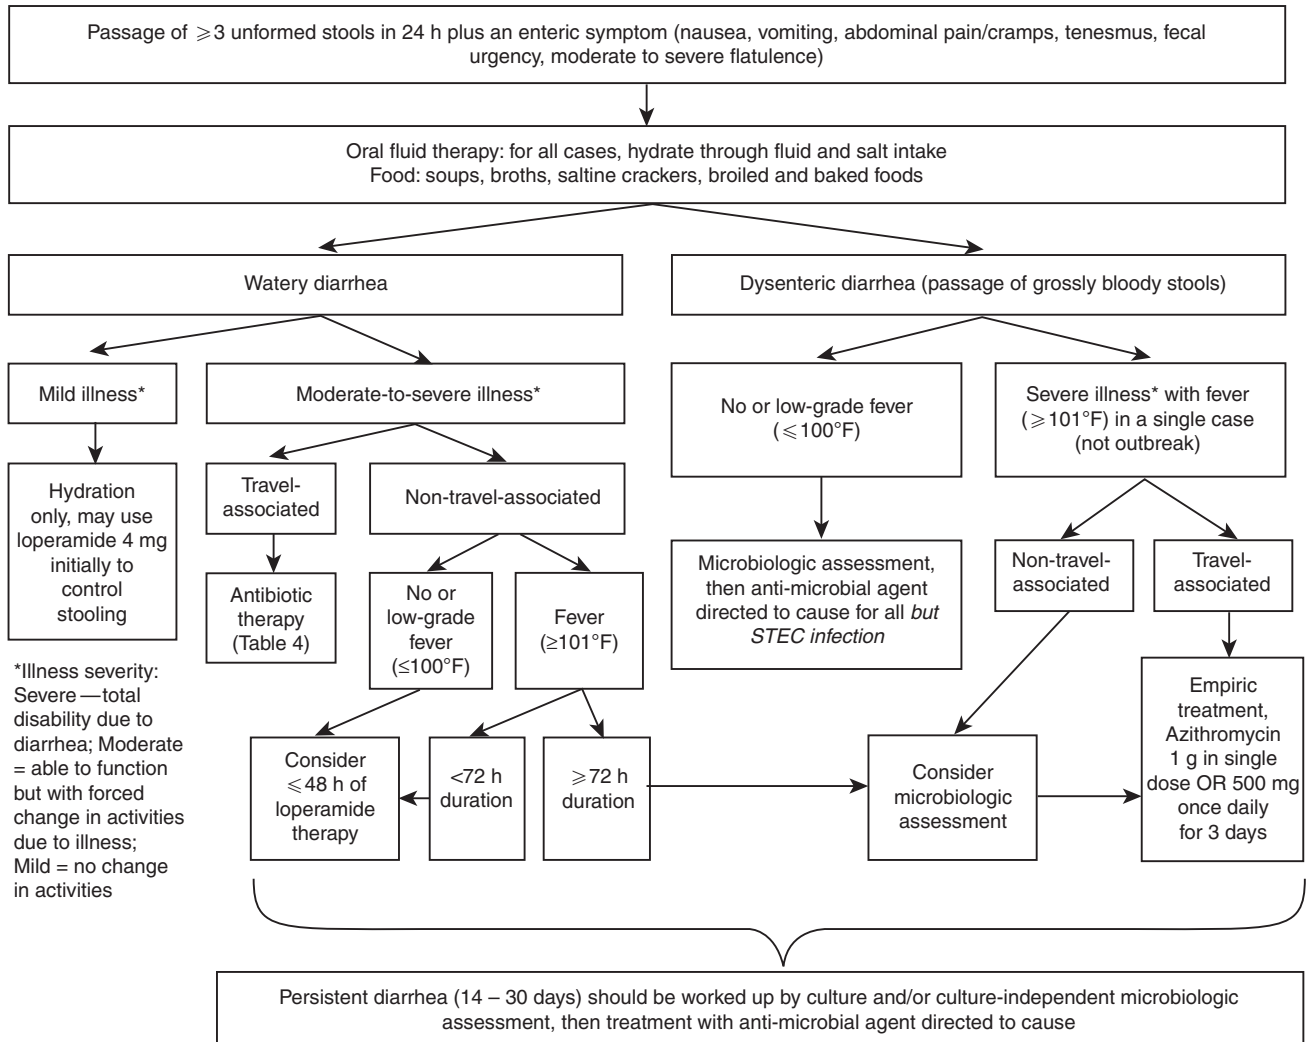 Passage of ⩾3 unformed stools in 24 h plus an enteric symptom (nausea, vomiting, abdominal pain/cramps, tenesmus, fecal
urgency, moderate to severe flatulence)
Oral fluid therapy: for all cases, hydrate through fluid and salt intake
Food: soups, broths, saltine crackers, broiled and baked foods
Watery diarrhea
Dysenteric diarrhea (passage of grossly bloody stools)
Mild illness*
Moderate-to-severe illness*
No or low-grade fever
(⩽100°F)
Severe illness* with fever
(⩾101°F) in a single case
(not outbreak)
Hydration
only, may use
loperamide 4 mg
initially to
control
stooling
Travel-
associated
Non-travel-associated
Antibiotic
therapy
(Table 4)
No or
low-grade
fever
(≤100°F)
Fever
(≥101°F)
Microbiologic assessment,
then anti-microbial agent
directed to cause for all but
STEC infection
Non-travel-
associated
Travel-
associated
*Illness severity:
Severe—total
disability due to
diarrhea; Moderate
= able to function
but with forced
change in activities
due to illness;
Mild = no change
in activities
Consider
⩽48 h of
loperamide
therapy
<72 h
duration
⩾72 h
duration
Consider
microbiologic
assessment
Empiric
treatment,
Azithromycin
1 g in single
dose OR 500 mg
once daily
for 3 days
Persistent diarrhea (14 – 30 days) should be worked up by culture and/or culture-independent microbiologic
assessment, then treatment with anti-microbial agent directed to cause